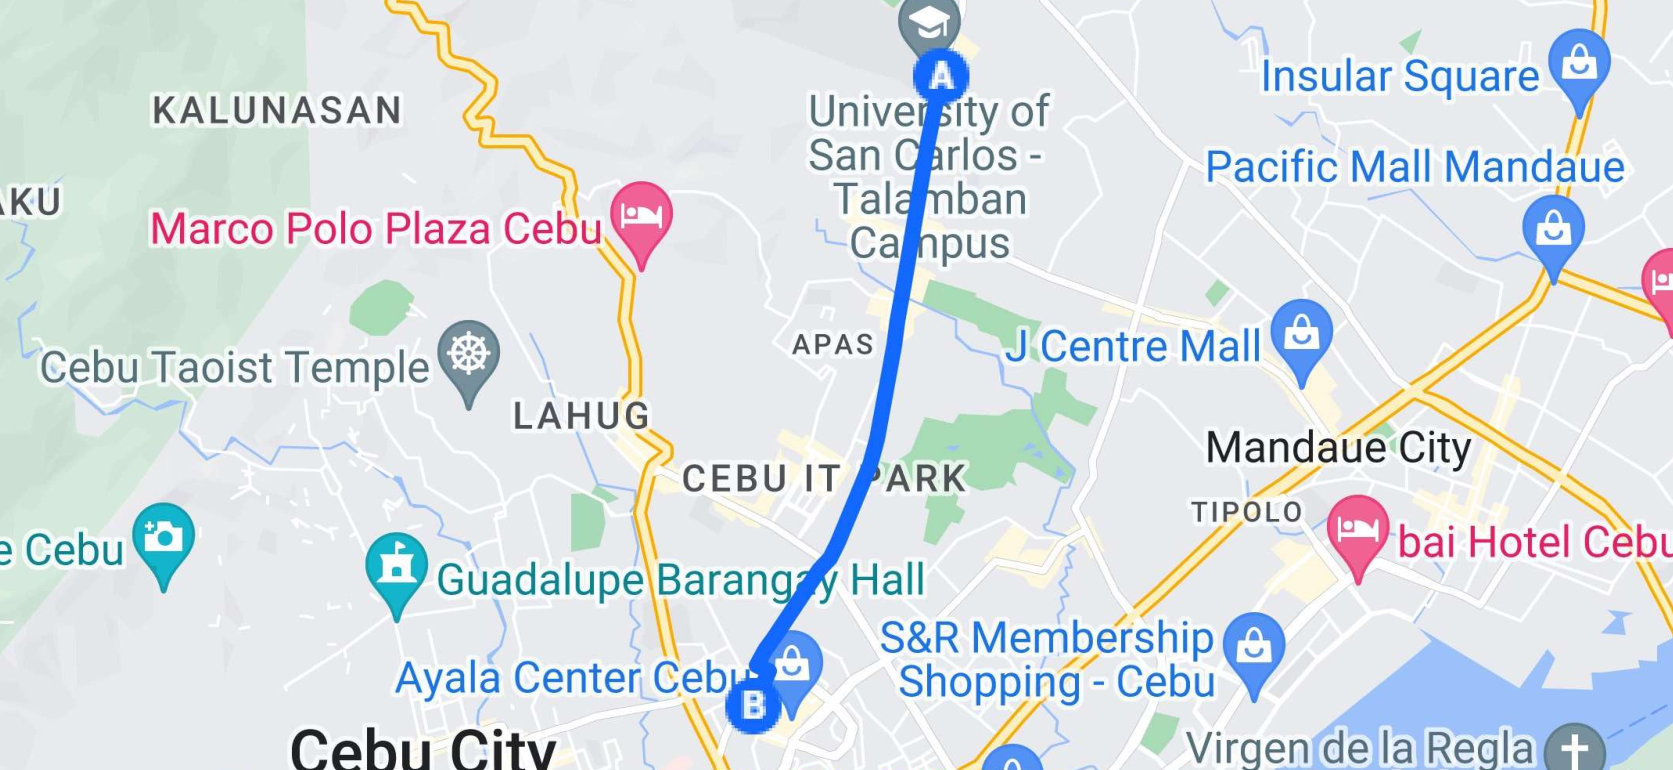 A
University of
San Carlos -
Talamban
Campus
Insular Square
KALUNASAN
Pacific Mall Mandaue
AKU
Marco Polo Plaza Cebu
APAS
J Centre Mall
Cebu Taoist Temple
LAHUG
Mandaue City
CEBU IT PARK
TIPOLO
e Cebu
bai Hotel Cebu
Guadalupe Barangay Hall
S&R Membership
Shopping - Cebu
Ayala Center Cebu
B
Cebu City
Virgen de la Regla